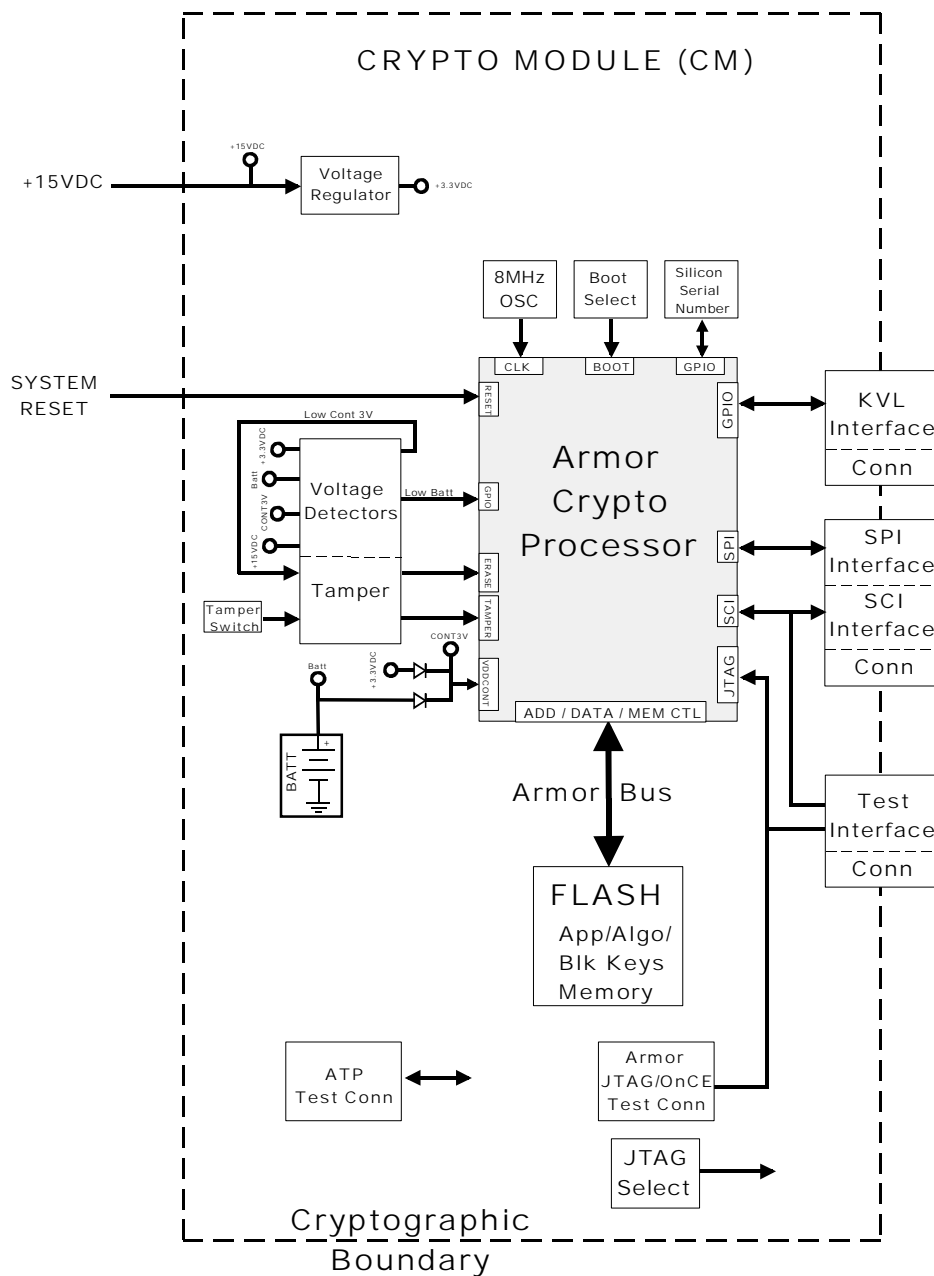 CRYPTO MODULE (CM)
+15VDC
+15VDC
Voltage
Regulator
+3.3VDC
8MHz
OSC
Boot
Select
Silicon
Serial
Number
CLK
BOOT
GPIO
SYSTEM
RESET
RESET
GPIO
KVL
Interface
Conn
Low Cont 3V
+3.3VDC
Batt
CONT3V
+15VDC
Voltage
Detectors
Low Batt
GPIO
Armor
Crypto
Processor
SPI
SPI
Interface
Tamper
ERASE
Tamper
Switch
TAMPER
SCI
SCI
Interface
Conn
CONT3V
Batt
+3.3VDC
VDDCONT
JTAG
ADD / DATA / MEM CTL
BATT
+
Armor Bus
Test
Interface
Conn
FLASH
App/Algo/
Blk Keys
Memory
ATP
Test Conn
Armor
JTAG/OnCE
Test Conn
JTAG
Select
Cryptographic
Boundary